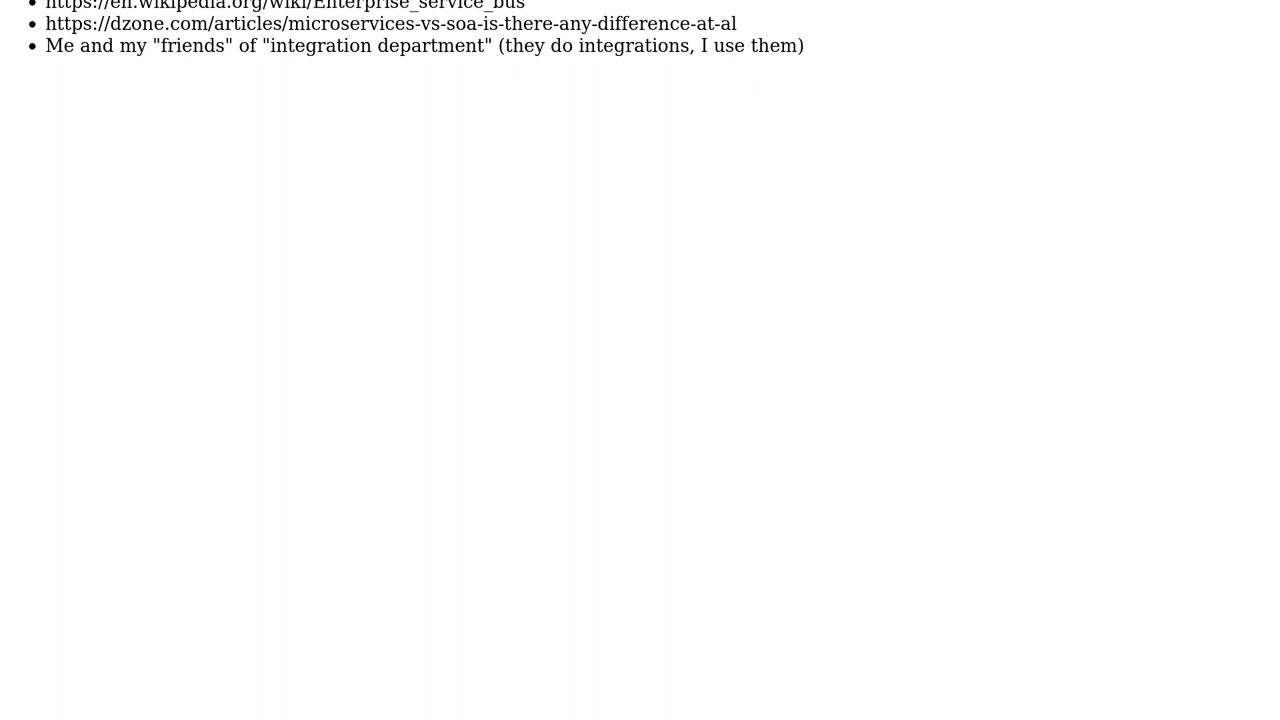 https://en.wikipedia.org/wiki/Enterprise_service_bus
https://dzone.com/articles/microservices-vs-soa-is-there-any-difference-at-al
Me and my "friends" of "integration department" (they do integrations, I use them)